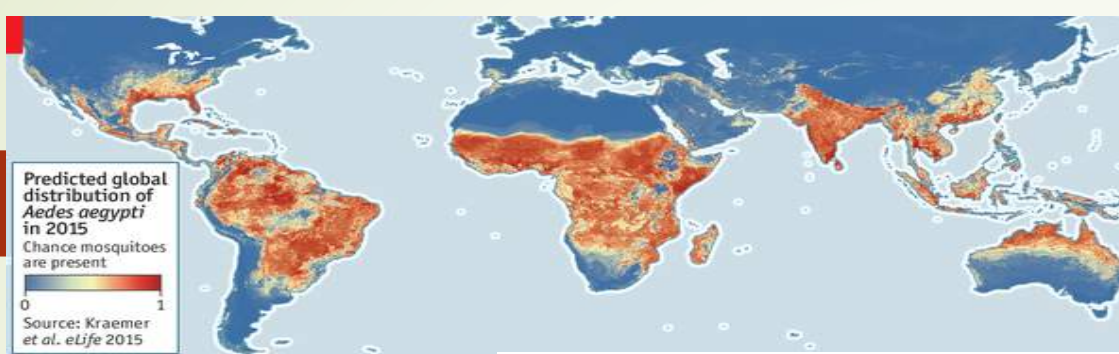 Predicted global
distribution of
Aedes aegypti
in 2015
Chance mosquitoes
are present
0 1
Source: Kraemer
et al. eLife 2015